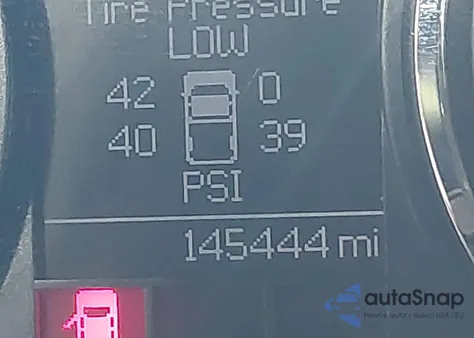 Tire Pressure
LOW
42 0
40 39
PSI
145444 mi
autoSnap